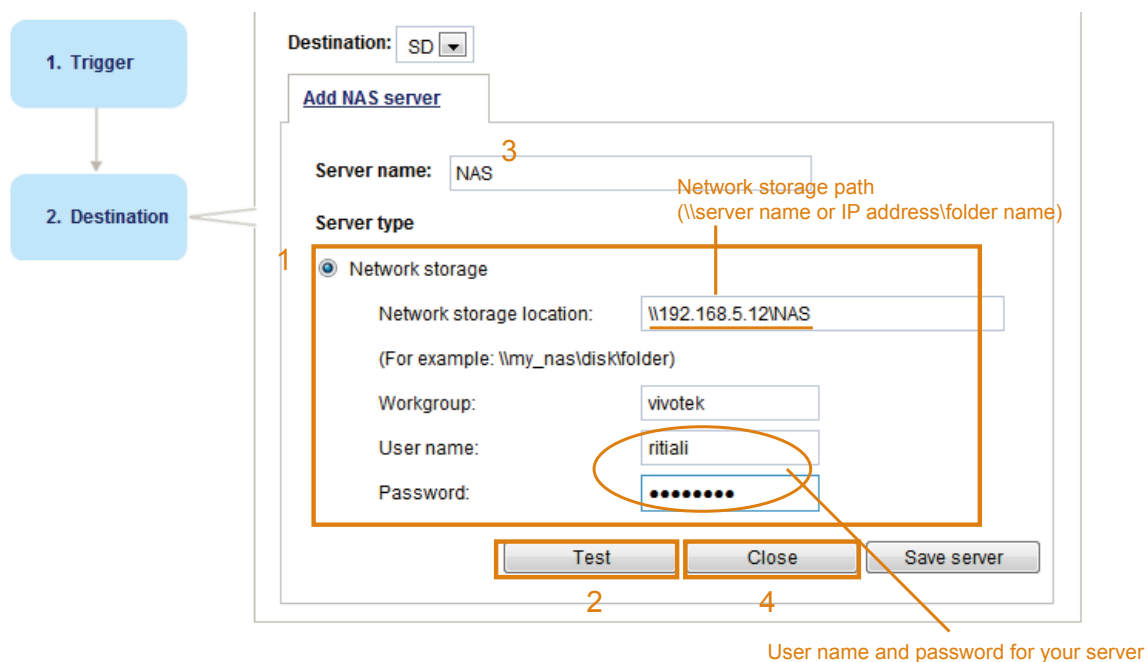 1. Trigger
2. Destination
Destination: SD
Add NAS server
3
Server name: NAS
Network storage path
(\\server name or IP address\folder name)
Server type
1
Network storage
Network storage location: \\192.168.5.12\NAS
(For example: \\my_nas\disk\folder)
Workgroup: vivotek
User name: ritiali
Password: ●●●●●●●●
Test Close Save server
2 4
User name and password for your server